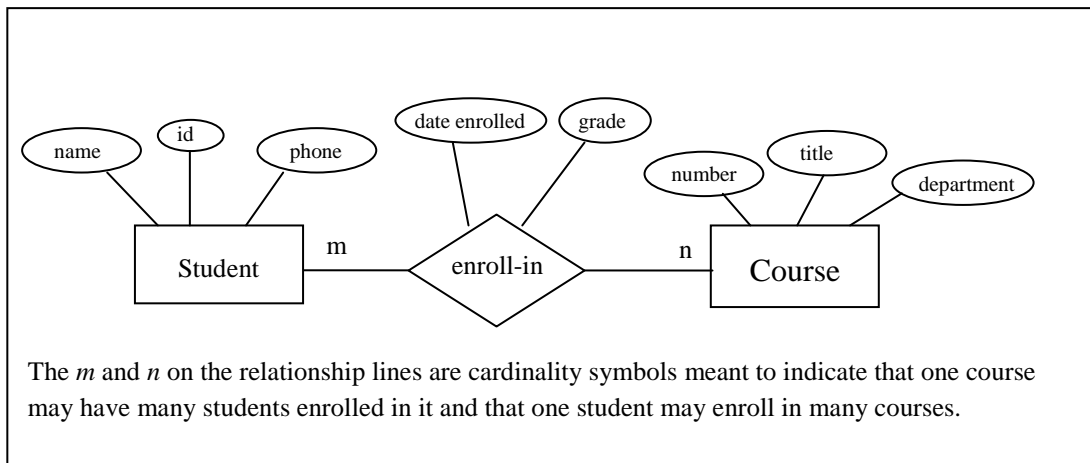 date enrolled
grade
name
id
phone
number
title
department
Student
m
enroll-in
n
Course
The m and n on the relationship lines are cardinality symbols meant to indicate that one course
may have many students enrolled in it and that one student may enroll in many courses.